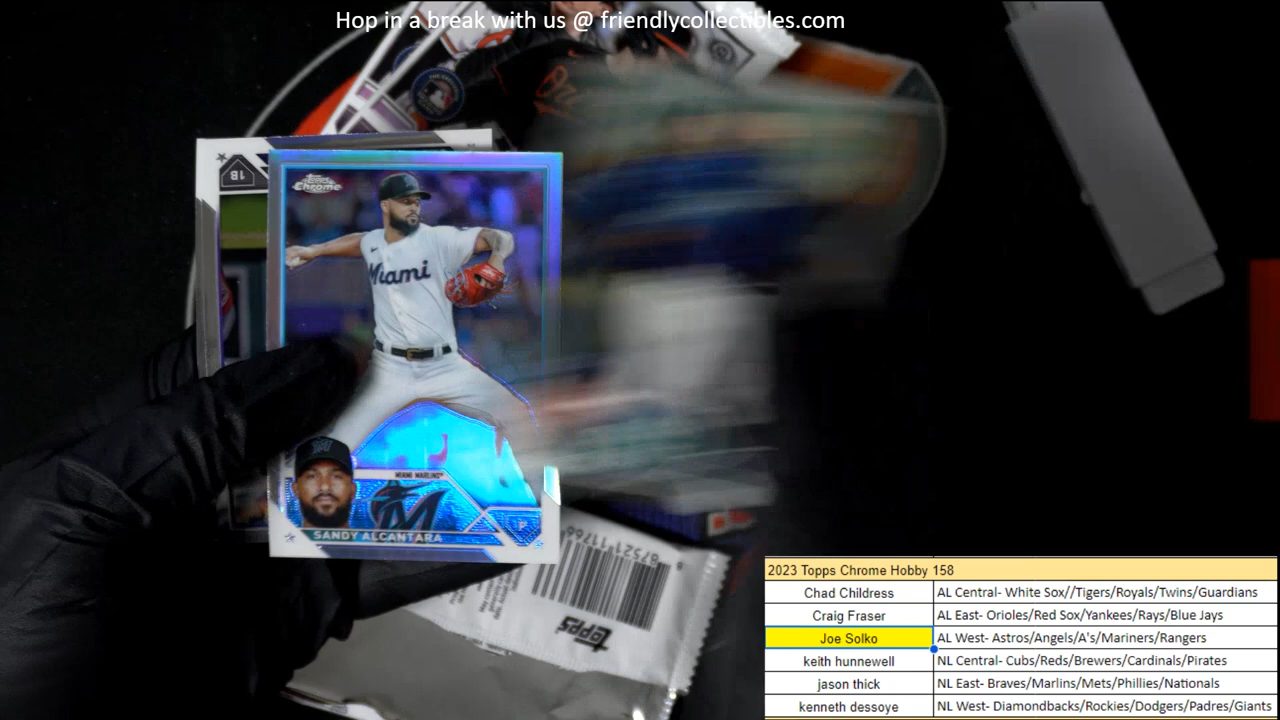 Hop in a break with us @ friendlycollectibles.com
1B
Topps
Chrome
Miami
MIAMI MARLINS
P
SANDY ALCANTARA
topps
2023 Topps Chrome Hobby 158
Chad Childress AL Central- White Sox//Tigers/Royals/Twins/Guardians
Craig Fraser AL East- Orioles/Red Sox/Yankees/Rays/Blue Jays
Joe Solko AL West- Astros/Angels/A's/Mariners/Rangers
keith hunnewell NL Central- Cubs/Reds/Brewers/Cardinals/Pirates
jason thick NL East- Braves/Marlins/Mets/Phillies/Nationals
kenneth dessoye NL West- Diamondbacks/Rockies/Dodgers/Padres/Giants